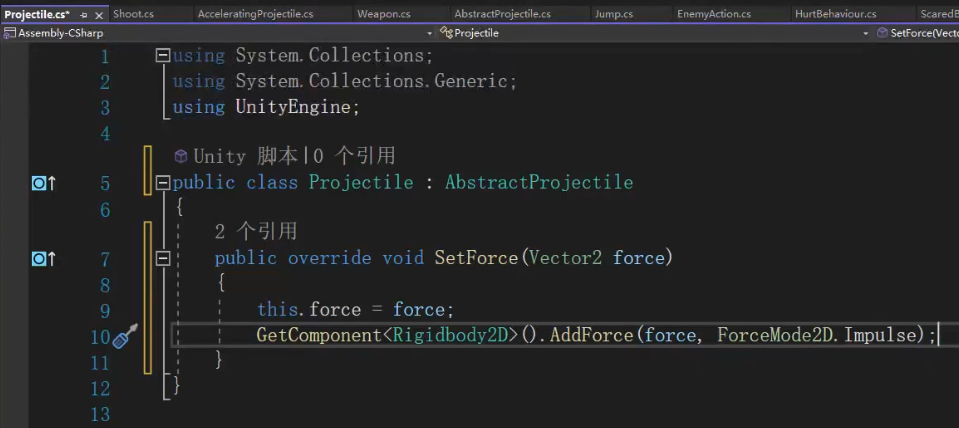 Projectile.cs* Shoot.cs AcceleratingProjectile.cs Weapon.cs AbstractProjectile.cs Jump.cs EnemyAction.cs HurtBehaviour.cs ScaredB
Assembly-CSharp Projectile SetForce(Vecto
1 using System.Collections;
2 using System.Collections.Generic;
3 using UnityEngine;
4
Unity 脚本|0 个引用
5 public class Projectile : AbstractProjectile
6 {
2 个引用
7 public override void SetForce(Vector2 force)
8 {
9 this.force = force;
10 GetComponent<Rigidbody2D>().AddForce(force, ForceMode2D.Impulse);
11 }
12 }
13